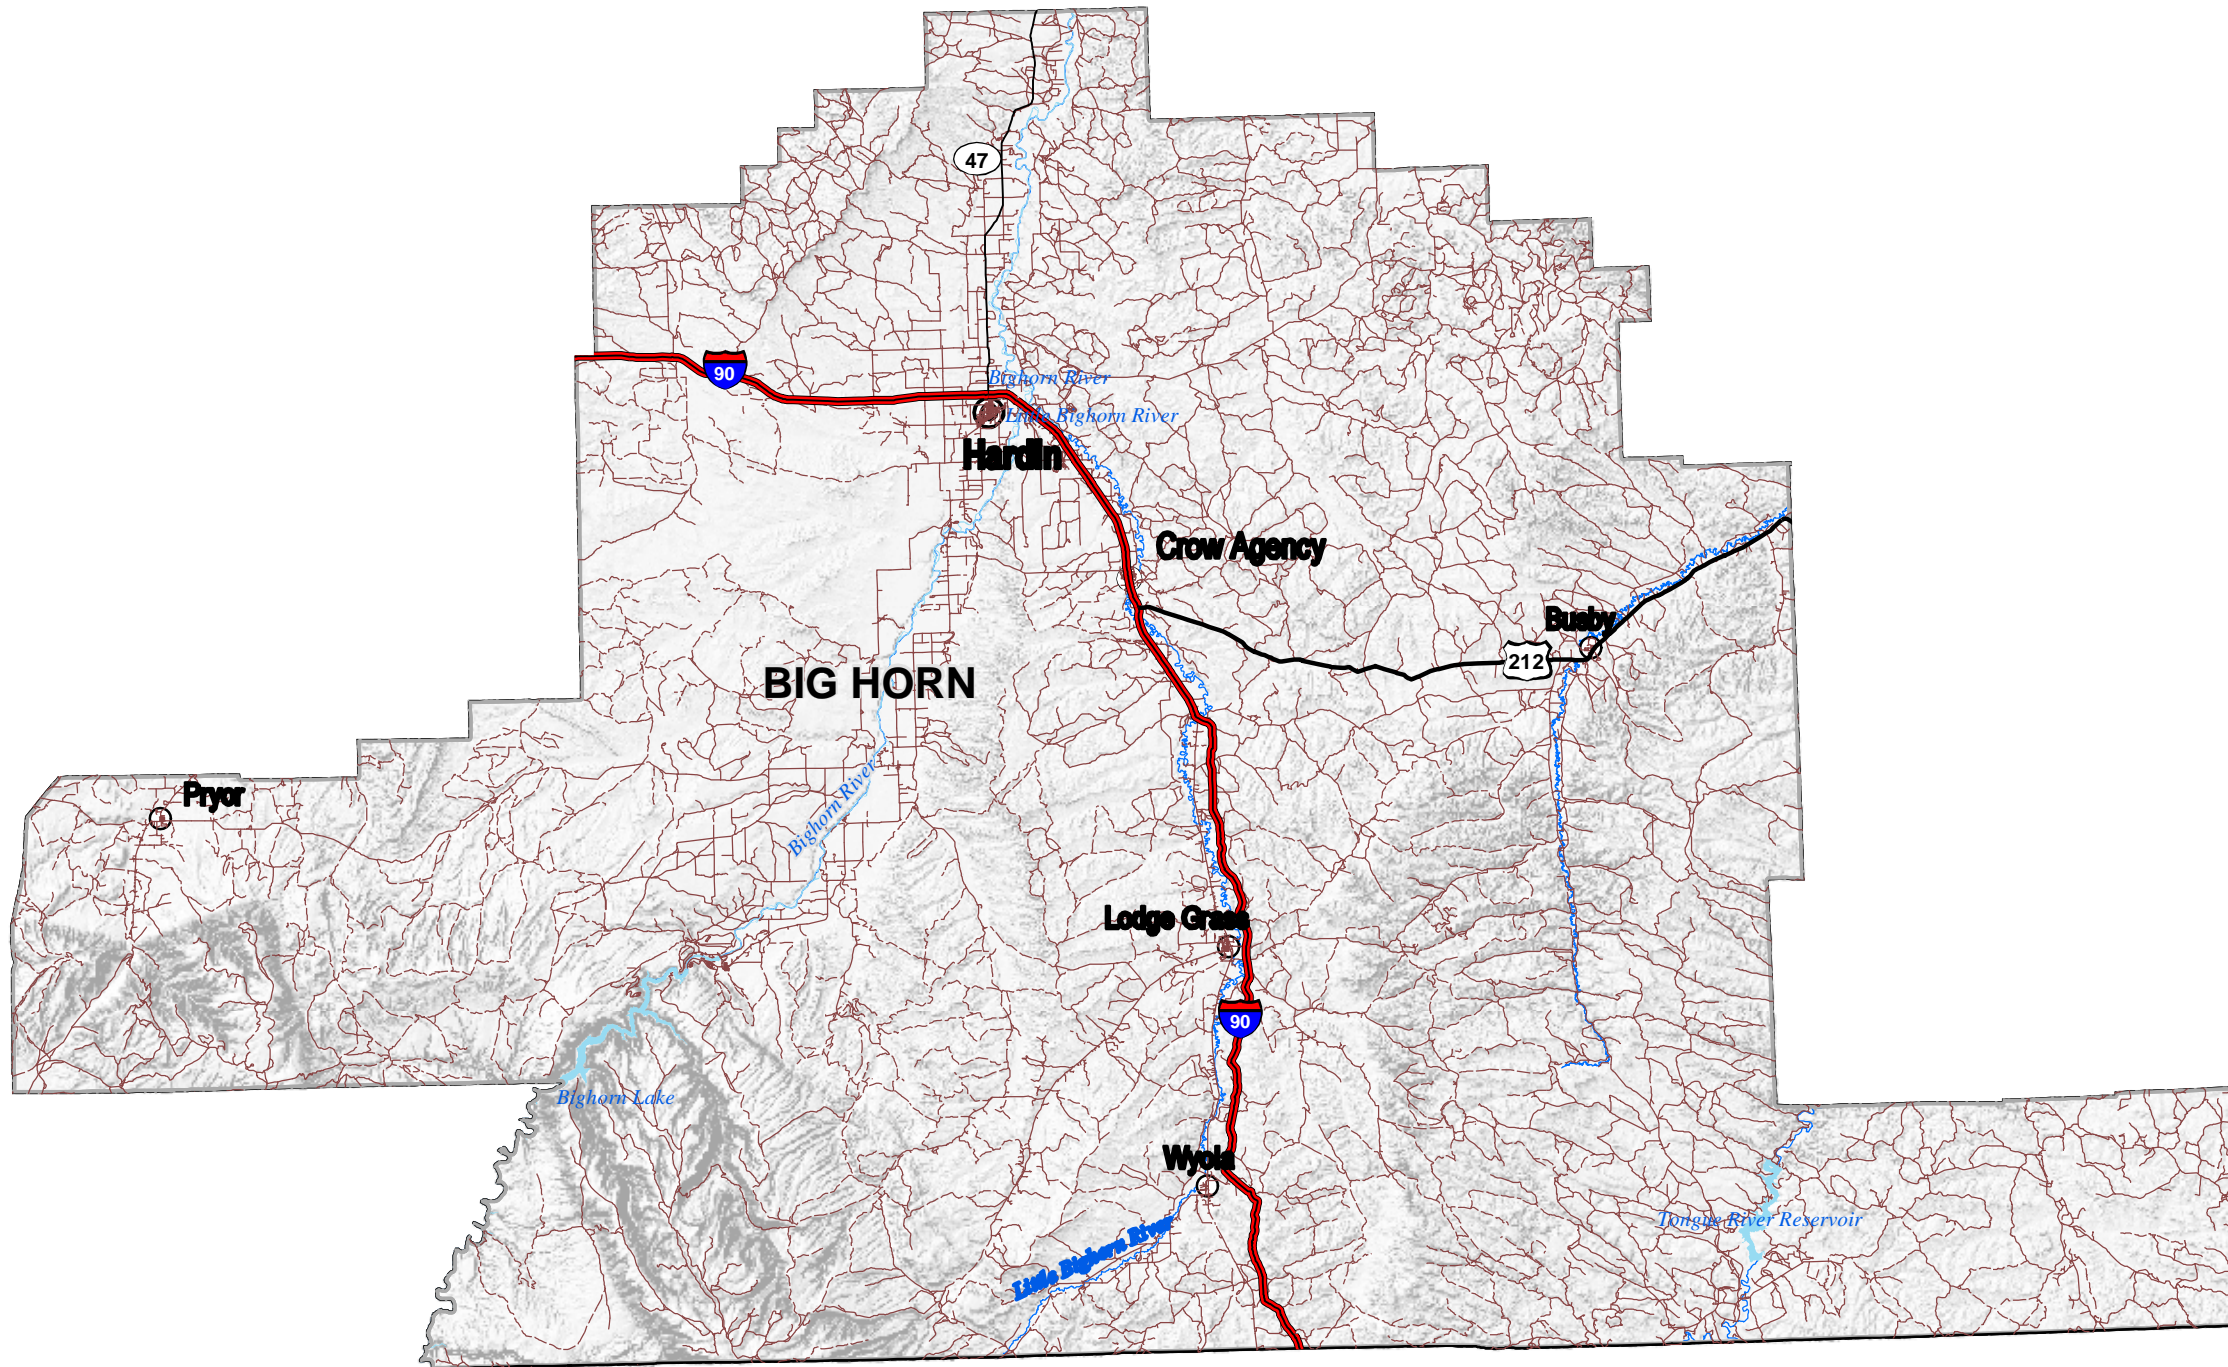 47
90
Bighorn River
Little Bighorn River
Hardin
Crow Agency
Busby
212
BIG HORN
Pryor
Bighorn River
Lodge Grass
90
Bighorn Lake
Wyola
Tongue River Reservoir
Little Bighorn River